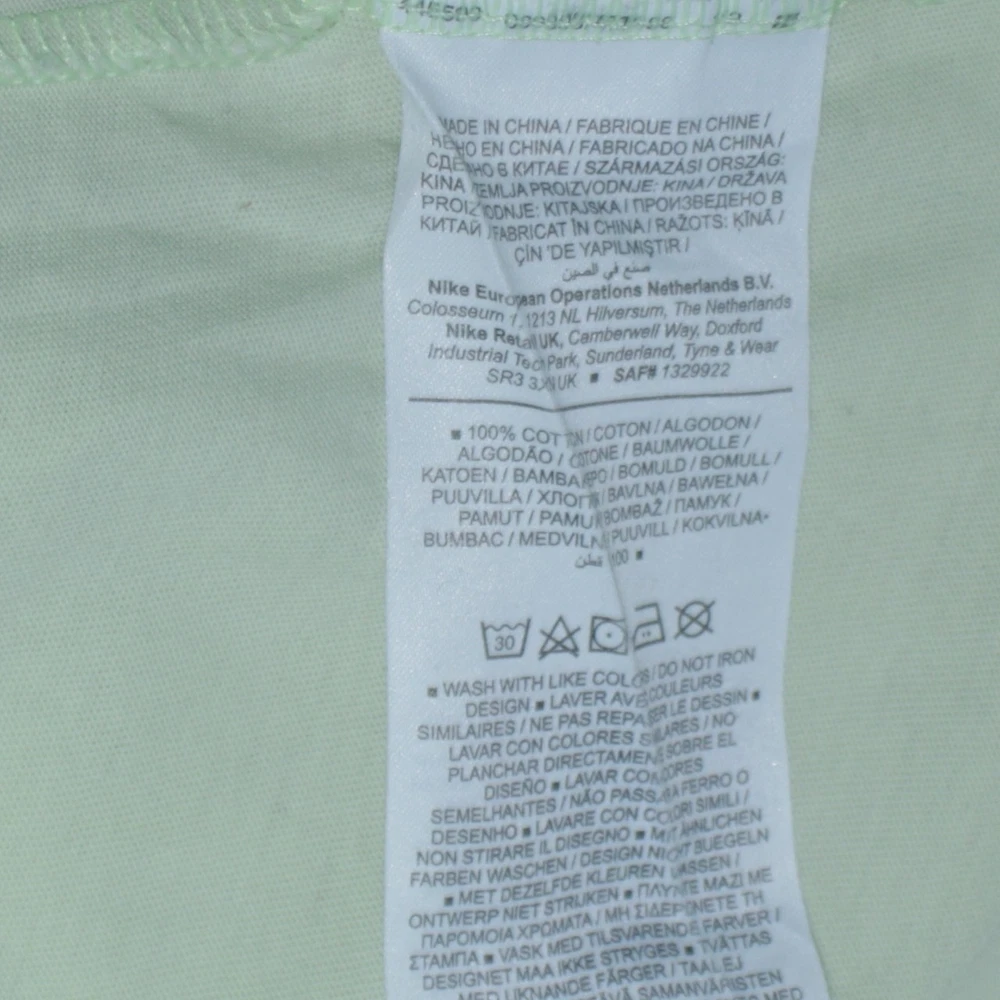 MADE IN CHINA / FABRIQUE EN CHINE /
HECHO EN CHINA / FABRICADO NA CHINA /
СДЕЛАНО В КИТАЕ / SZÁRMAZÁSI ORSZÁG:
KINA ZEMLJA PROIZVODNJE: KINA / DRŽAVA
PROIZVODNJE: KITAJSKA / ПРОИЗВЕДЕНО В
КИТАЙ / FABRICAT ÎN CHINA / RAŽOTS: ĶĪNĀ /
ÇİN 'DE YAPILMIŞTIR /
صنع في الصين
Nike European Operations Netherlands B.V.
Colosseum 1, 1213 NL Hilversum, The Netherlands
Nike Retail UK, Camberwell Way, Doxford
Industrial Tech Park, Sunderland, Tyne & Wear
SR3 3XN UK ■ SAF# 1329922
■ 100% COTTON / COTON / ALGODON /
ALGODÃO / COTONE / BAUMWOLLE /
KATOEN / BAMBAKEPO / BOMULD / BOMULL /
PUUVILLA / ХЛОПОК / BAVLNA / BAWEŁNA /
PAMUT / PAMUK / BOMBAŽ / ПАМУК /
BUMBAC / MEDVILNĖ / PUUVILL / KOKVILNA▪
100 قطن ■
30
■ WASH WITH LIKE COLORS / DO NOT IRON
DESIGN ■ LAVER AVEC COULEURS
SIMILAIRES / NE PAS REPASSER LE DESSIN ■
LAVAR CON COLORES SIMILARES / NO
PLANCHAR DIRECTAMENTE SOBRE EL
DISEÑO ■ LAVAR COM CORES
SEMELHANTES / NÃO PASSAR A FERRO O
DESENHO ■ LAVARE CON COLORI SIMILI /
NON STIRARE IL DISEGNO ■ MIT ÄHNLICHEN
FARBEN WASCHEN / DESIGN NICHT BUEGELN
■ MET DEZELFDE KLEUREN WASSEN /
ONTWERP NIET STRIJKEN ■ ΠΛΥΝΤΕ ΜΑΖΙ ΜΕ
ΠΑΡΟΜΟΙΑ ΧΡΩΜΑΤΑ / ΜΗ ΣΙΔΕΡΩΝΕΤΕ ΤΗ
ΣΤΑΜΠΑ ■ VASK MED TILSVARENDE FARVER /
DESIGNET MAA IKKE STRYGES ■ TVÄTTAS
MED LIKNANDE FÄRGER / TAALEJ
SAMANVÄRISTEN
MED